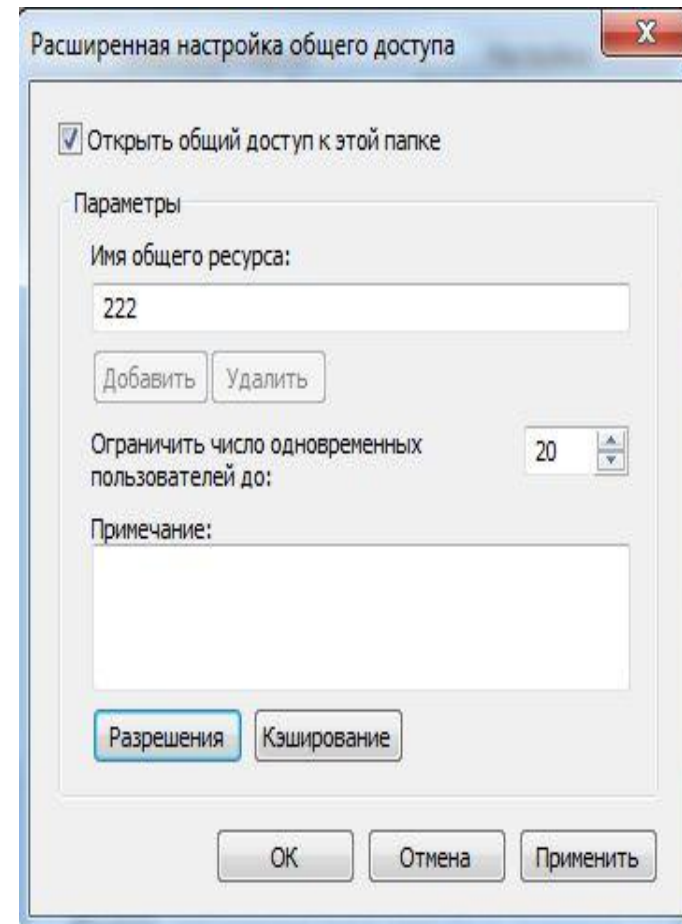 Расширенная настройка общего доступа
X
Открыть общий доступ к этой папке
Параметры
Имя общего ресурса:
222
Добавить Удалить
Ограничить число одновременных 20
пользователей до:
Примечание:
Разрешения Кэширование
ОК Отмена Применить